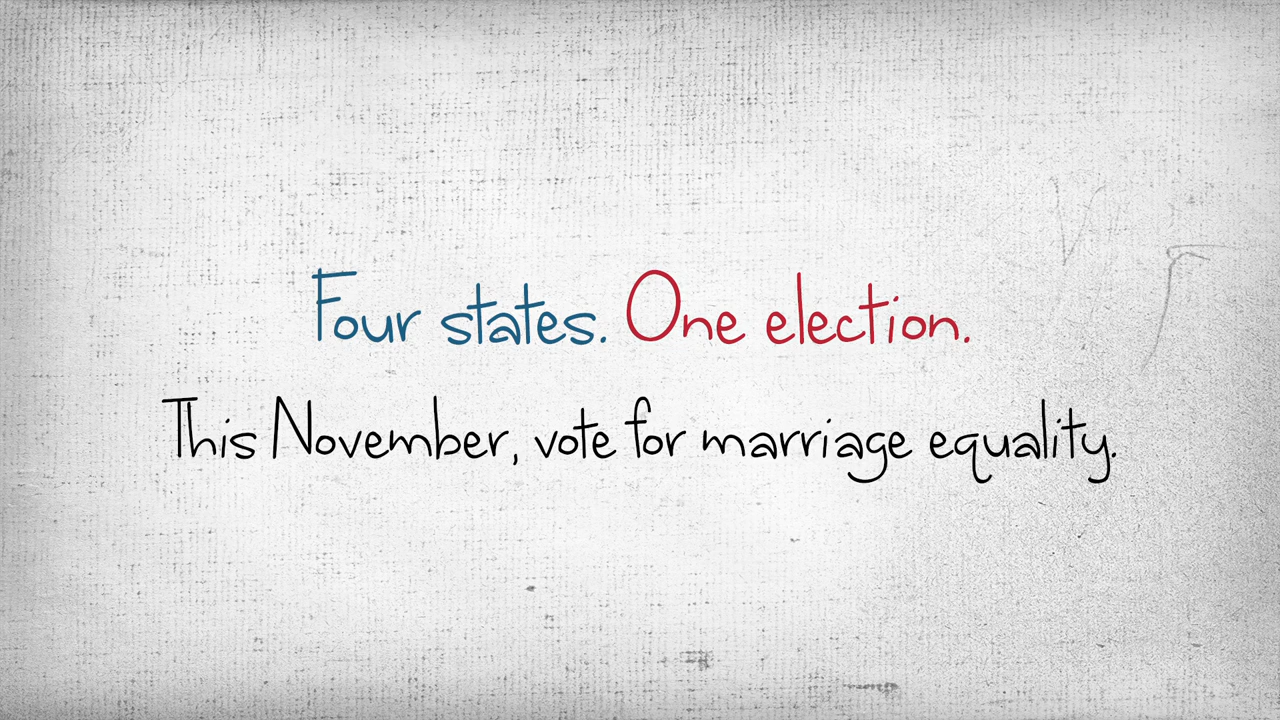 Four states. One election.
This November, vote for marriage equality.